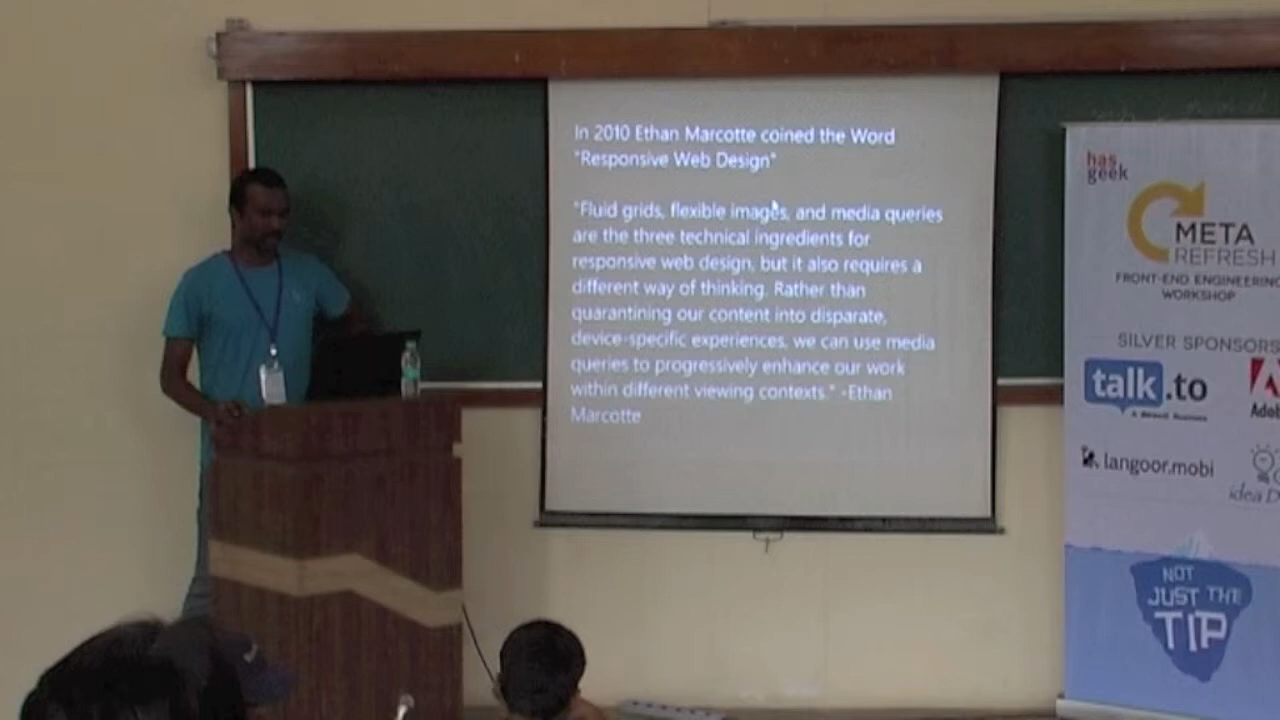 In 2010 Ethan Marcotte coined the Word
"Responsive Web Design"
"Fluid grids, flexible images, and media queries
are the three technical ingredients for
responsive web design, but it also requires a
different way of thinking. Rather than
quarantining our content into disparate,
device-specific experiences, we can use media
queries to progressively enhance our work
within different viewing contexts." -Ethan
Marcotte
has
geek
META
REFRESH
FRONT-END ENGINEERING
WORKSHOP
SILVER SPONSORS
talk.to
Adob
langoor.mobi
idea D
NOT
JUST THE
TIP